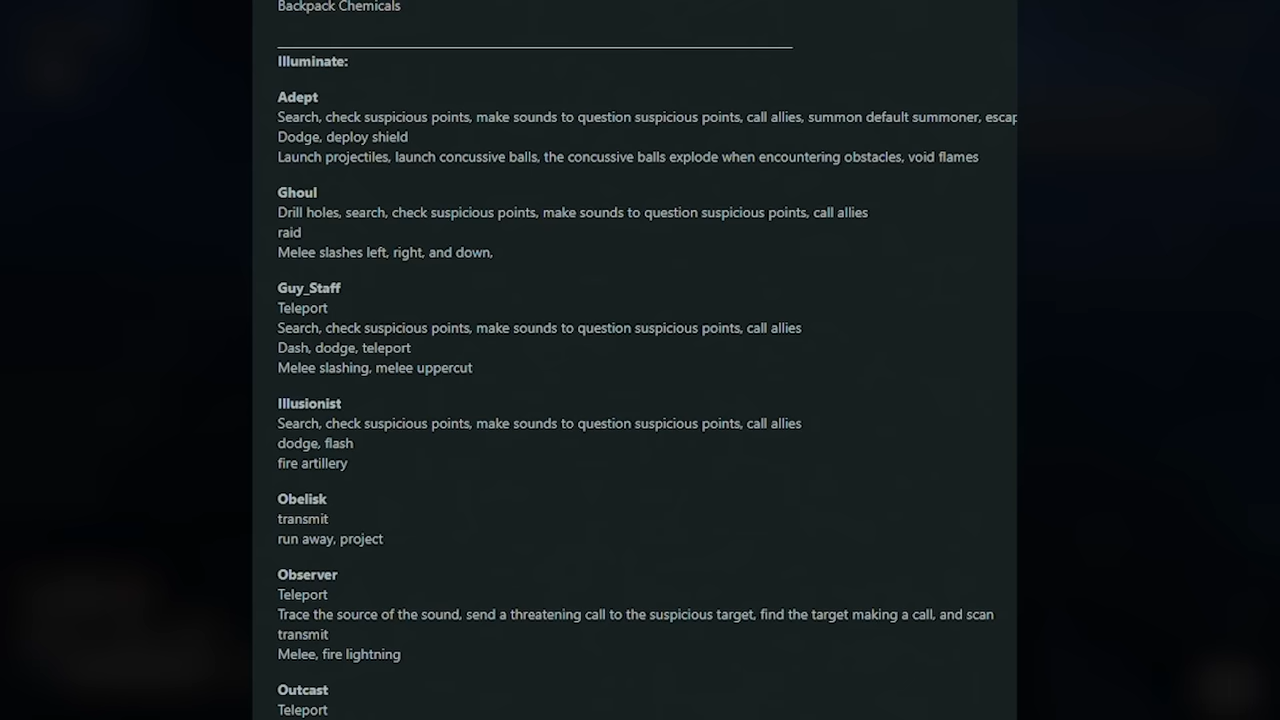 Backpack Chemicals
Illuminate:
Adept
Search, check suspicious points, make sounds to question suspicious points, call allies, summon default summoner, escap
Dodge, deploy shield
Launch projectiles, launch concussive balls, the concussive balls explode when encountering obstacles, void flames
Ghoul
Drill holes, search, check suspicious points, make sounds to question suspicious points, call allies
raid
Melee slashes left, right, and down,
Guy_Staff
Teleport
Search, check suspicious points, make sounds to question suspicious points, call allies
Dash, dodge, teleport
Melee slashing, melee uppercut
Illusionist
Search, check suspicious points, make sounds to question suspicious points, call allies
dodge, flash
fire artillery
Obelisk
transmit
run away, project
Observer
Teleport
Trace the source of the sound, send a threatening call to the suspicious target, find the target making a call, and scan
transmit
Melee, fire lightning
Outcast
Teleport